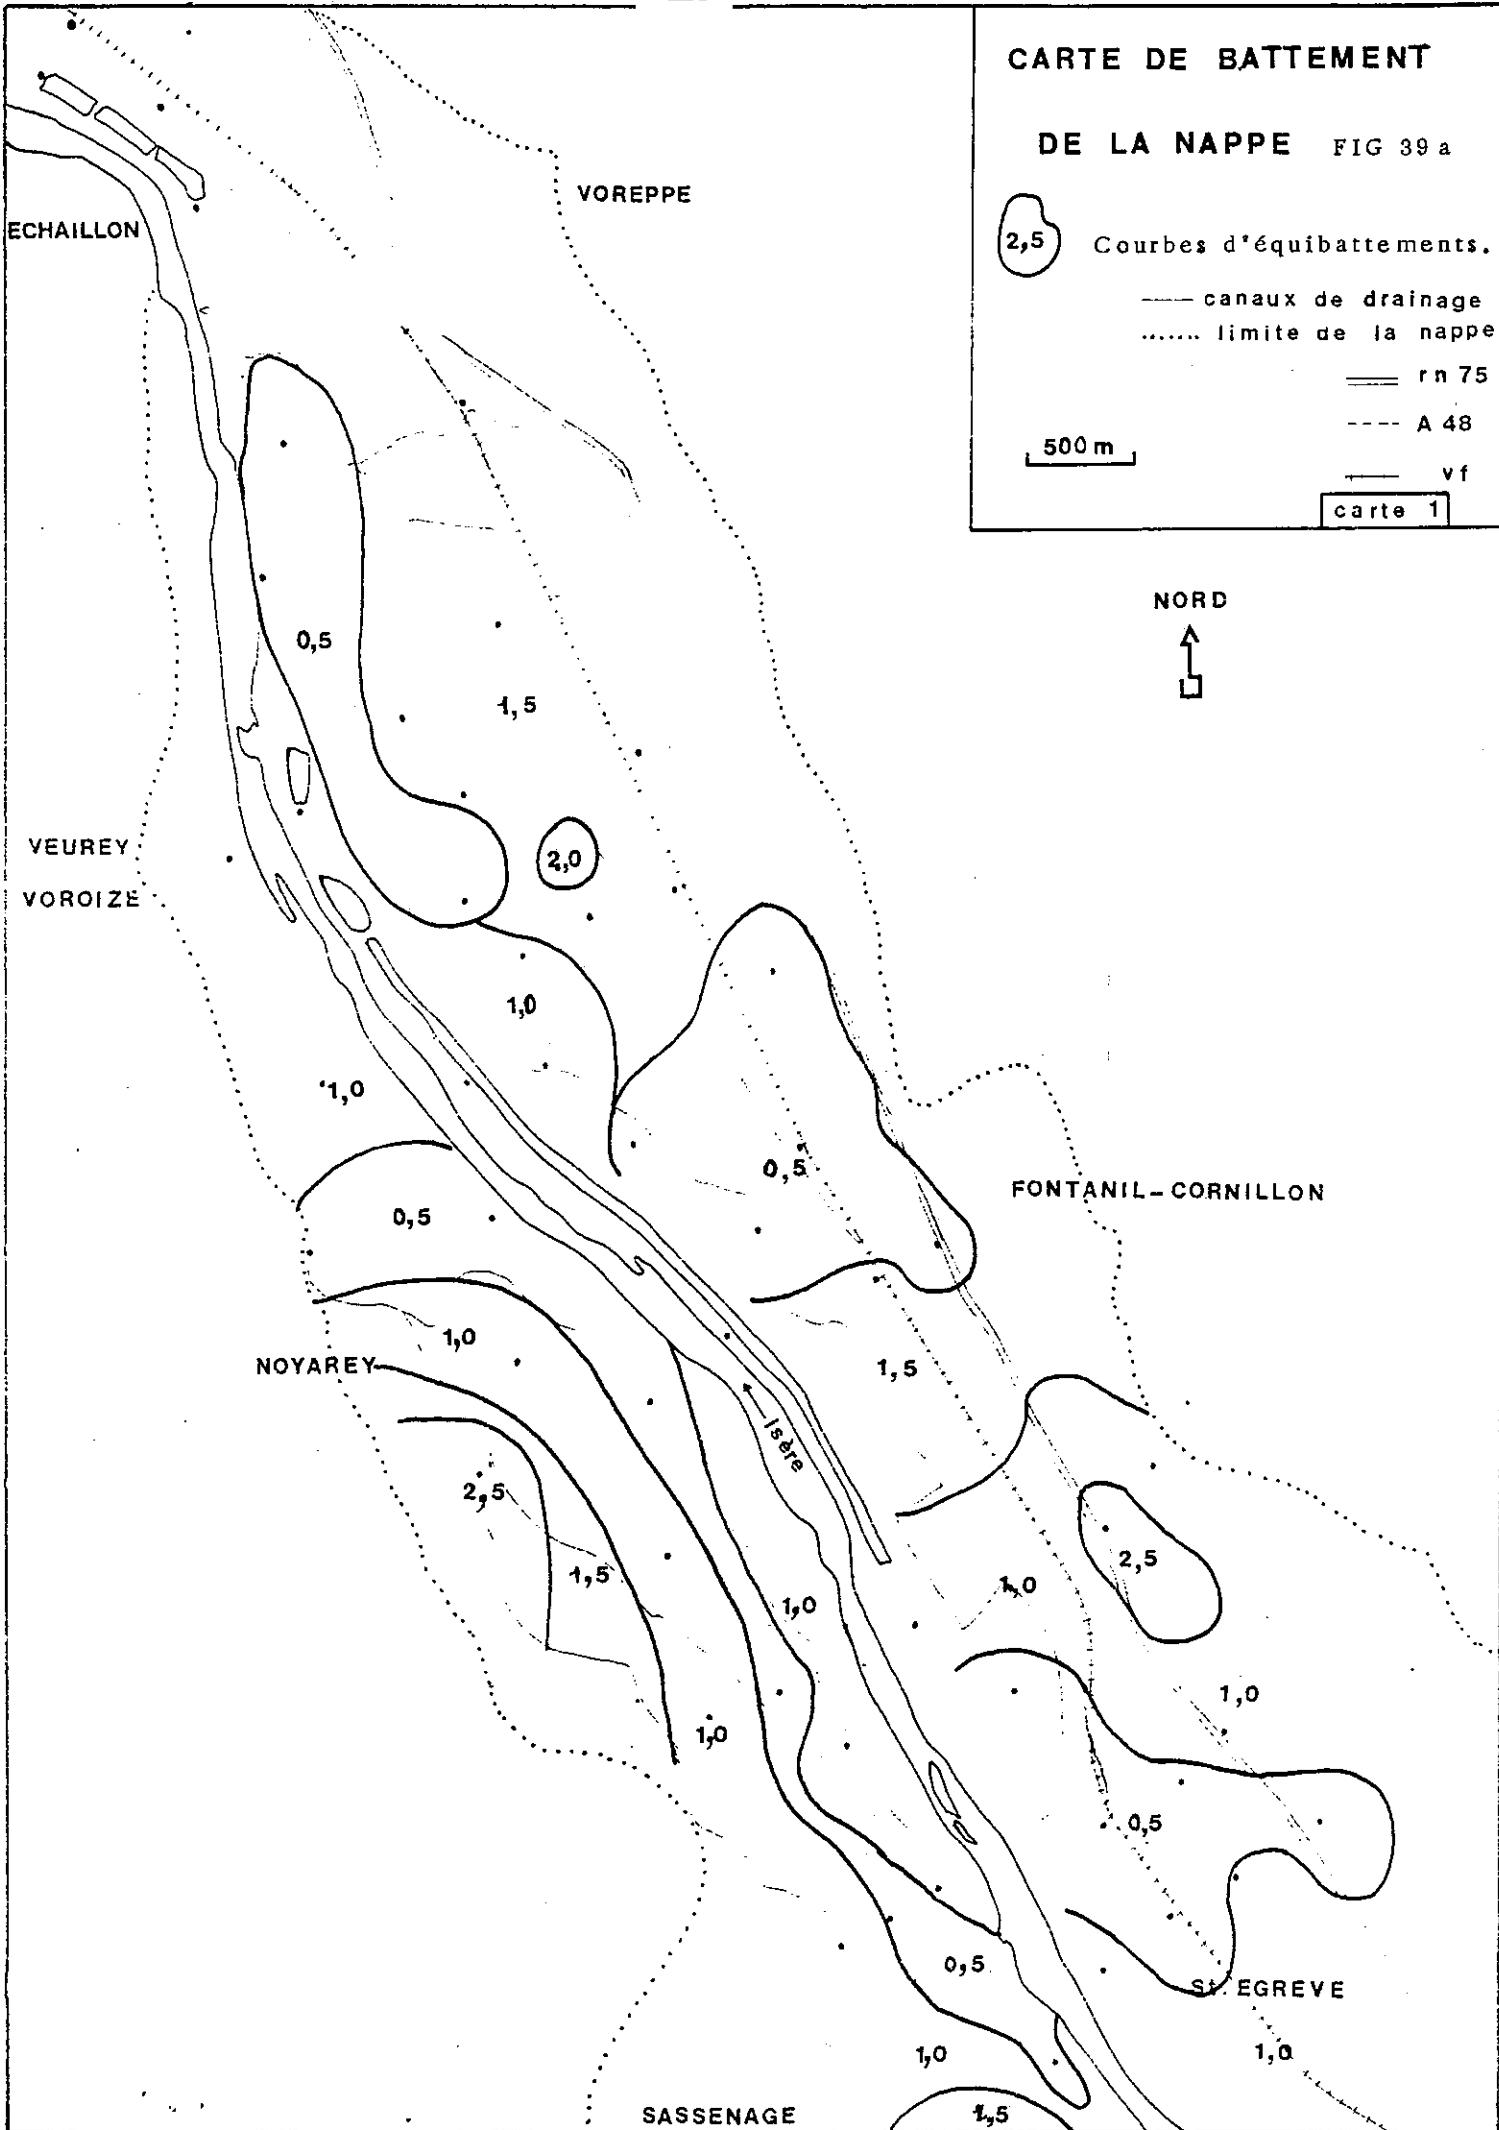 CARTE DE BATTEMENT
DE LA NAPPE FIG 39 a
2,5 Courbes d'équibattements.
canaux de drainage
limite de la nappe
rn 75
A 48
500 m
vf
carte 1
NORD
VOREPPE
ECHAILLON
0,5
1,5
VEUREY
VOROIZE
2,0
1,0
1,0
0,5
FONTANIL-CORNILLON
0,5
1,0
NOYAREY
1,5
Isère
2,5
1,5
1,0
1,0
2,5
1,0
1,0
0,5
0,5
St. EGREVE
1,0
1,0
SASSENAGE
1,5